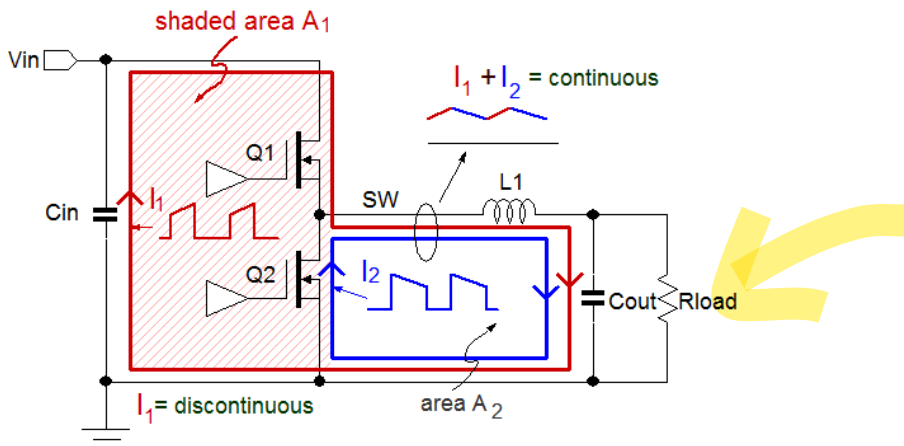 shaded area A1
Vin
I1 + I2 = continuous
Q1
L1
SW
I1
Cin
Q2
I2
Cout
Rload
I1 = discontinuous
area A2